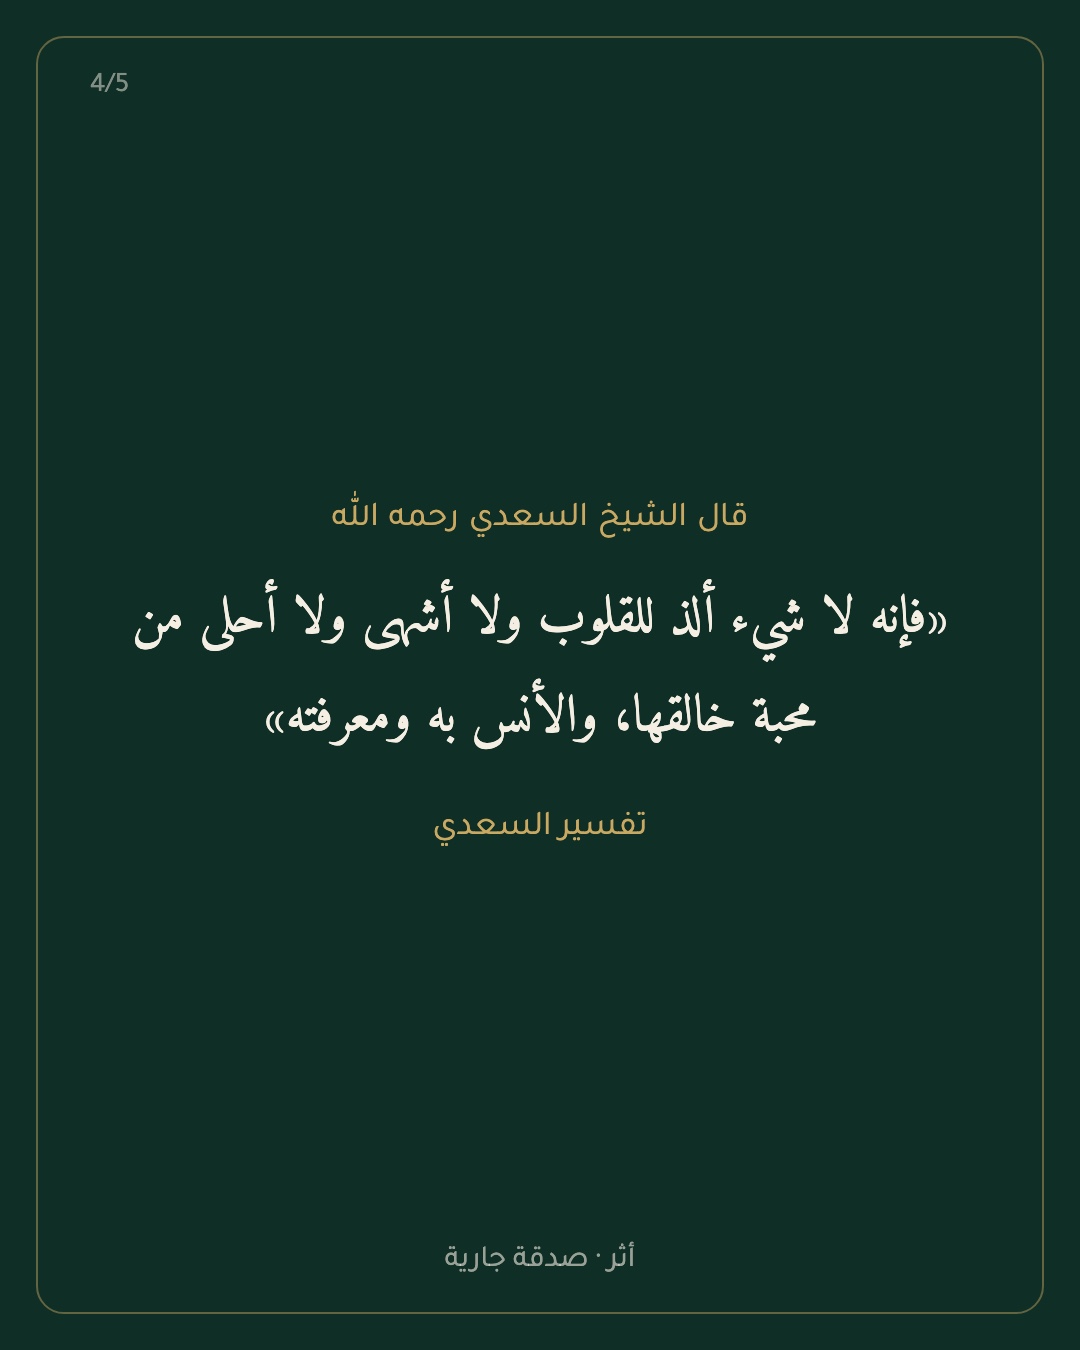 4/5
قال الشيخ السعدي رحمه الله
«فإنه لا شيء ألذ للقلوب ولا أشهى ولا أحلى من
محبة خالقها، والأنس به ومعرفته»
تفسير السعدي
أثر · صدقة جارية